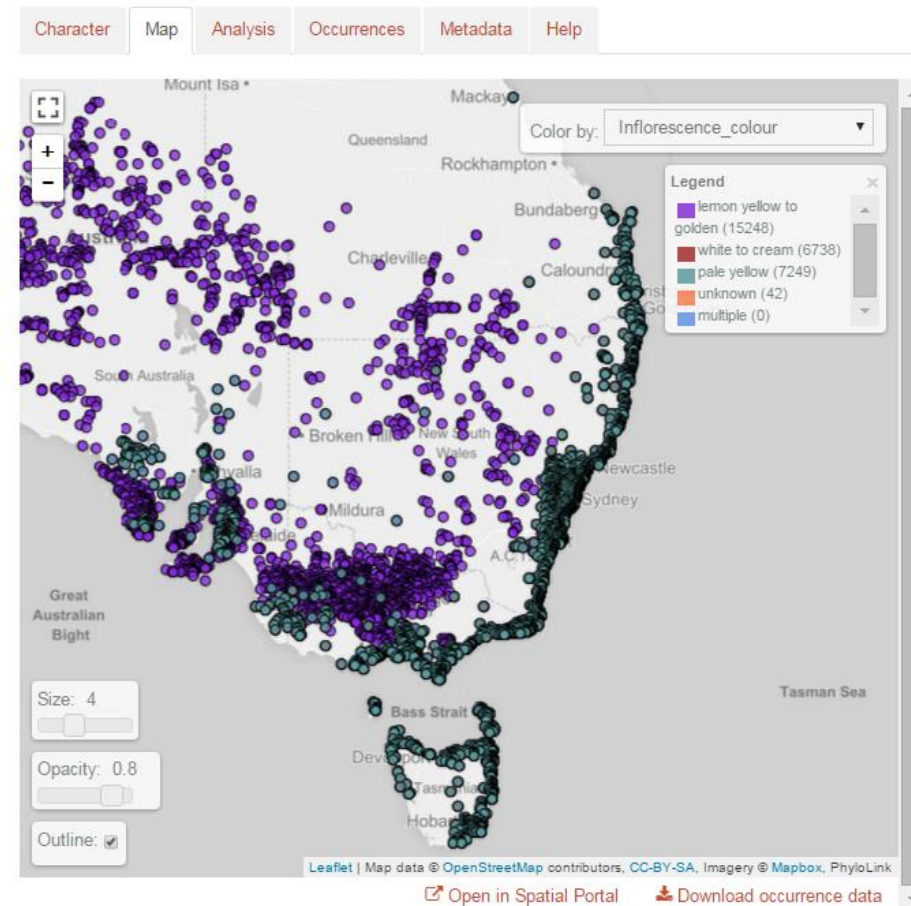 Character Map Analysis Occurrences Metadata Help
Mount Isa
Mackay
+
Color by: Inflorescence_colour
Queensland
−
Rockhampton
Legend
lemon yellow to
golden (15248)
white to cream (6738)
pale yellow (7249)
unknown (42)
multiple (0)
Bundaberg
Australia
Charleville
Caloundra
South Australia
Broken Hill
New South
Wales
Newcastle
Sydney
Mildura
A.C.T.
Great
Australian
Bight
Size: 4
Tasman Sea
Bass Strait
Opacity: 0.8
Devonport
Tasmania
Hobart
Outline:
Leaflet | Map data © OpenStreetMap contributors, CC-BY-SA, Imagery © Mapbox, PhyloLink
Open in Spatial Portal Download occurrence data